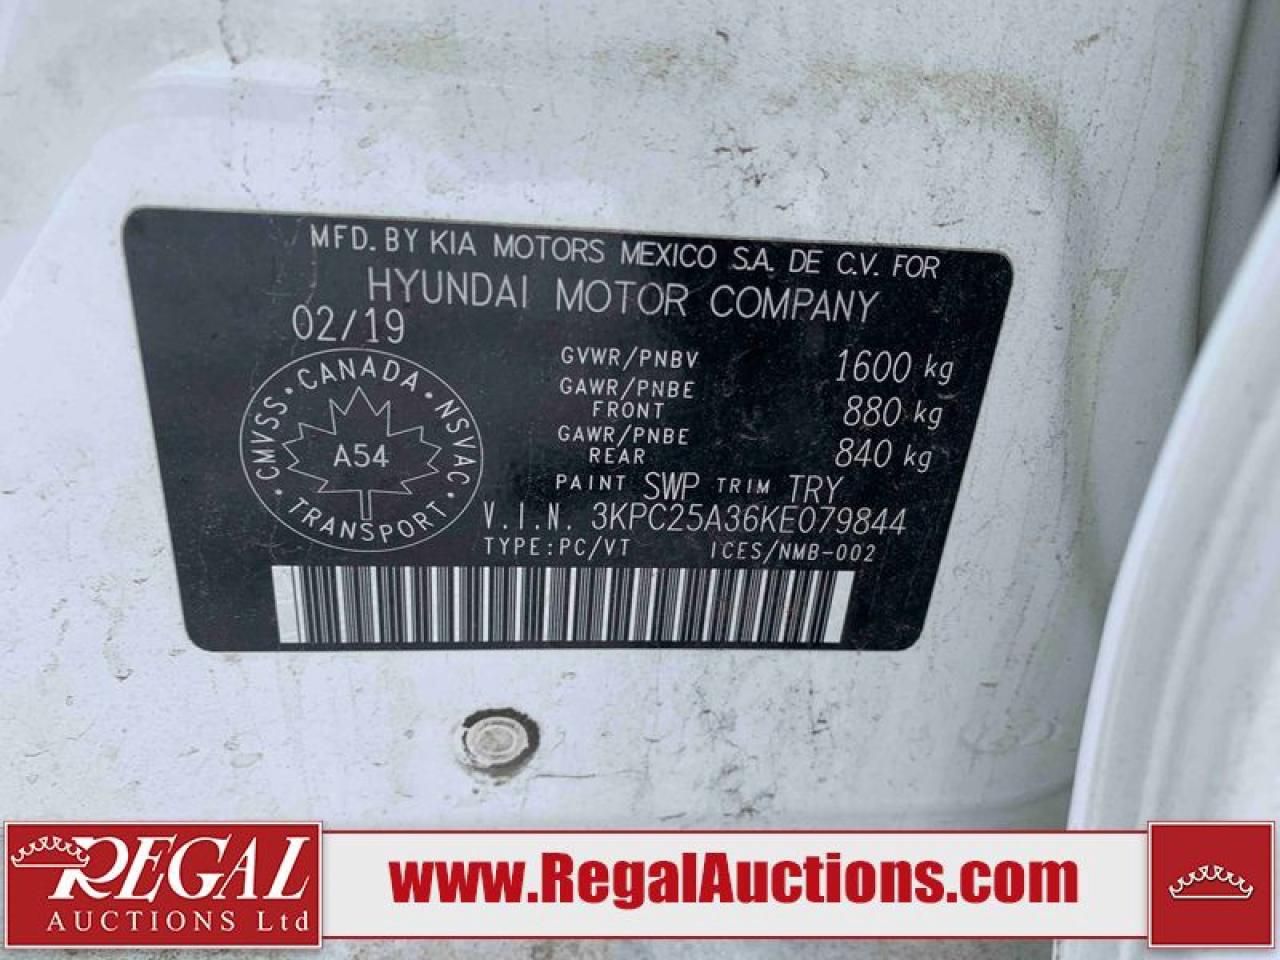 MFD. BY KIA MOTORS MEXICO S.A. DE C.V. FOR
HYUNDAI MOTOR COMPANY
02/19
CMVSS · CANADA · NSVAC · TRANSPORT ·
A54
GVWR/PNBV 1600 kg
GAWR/PNBE FRONT 880 kg
GAWR/PNBE REAR 840 kg
PAINT SWP TRIM TRY
V.I.N. 3KPC25A36KE079844
TYPE:PC/VT ICES/NMB-002
REGAL
AUCTIONS Ltd
www.RegalAuctions.com